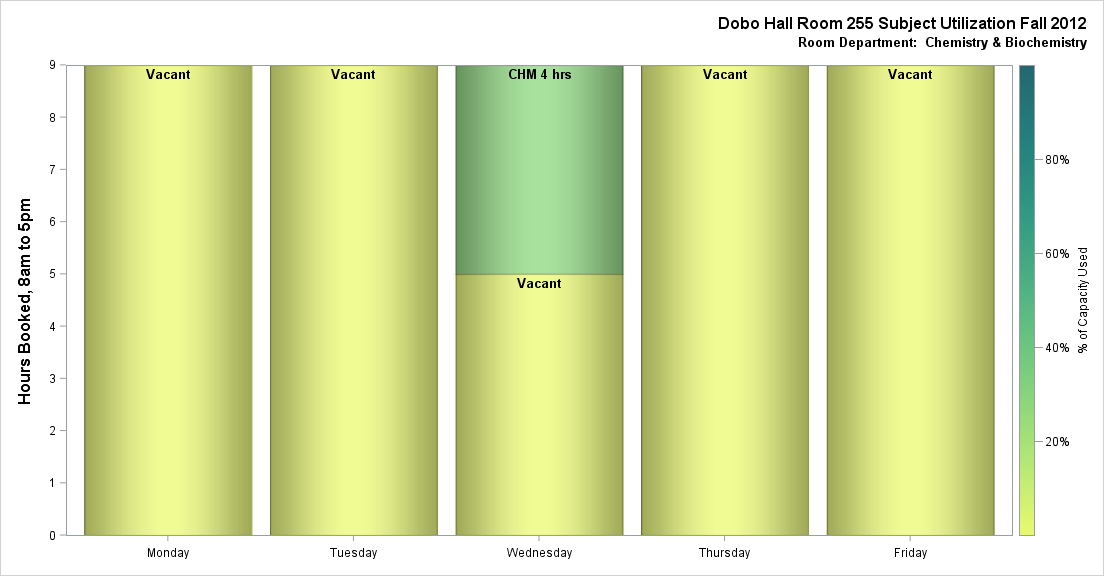 Dobo Hall Room 255 Subject Utilization Fall 2012
Room Department:  Chemistry & Biochemistry
Hours Booked, 8am to 5pm
9
8
7
6
5
4
3
2
1
0
Vacant
Vacant
CHM 4 hrs
Vacant
Vacant
Vacant
Monday
Tuesday
Wednesday
Thursday
Friday
80%
60%
40%
20%
% of Capacity Used